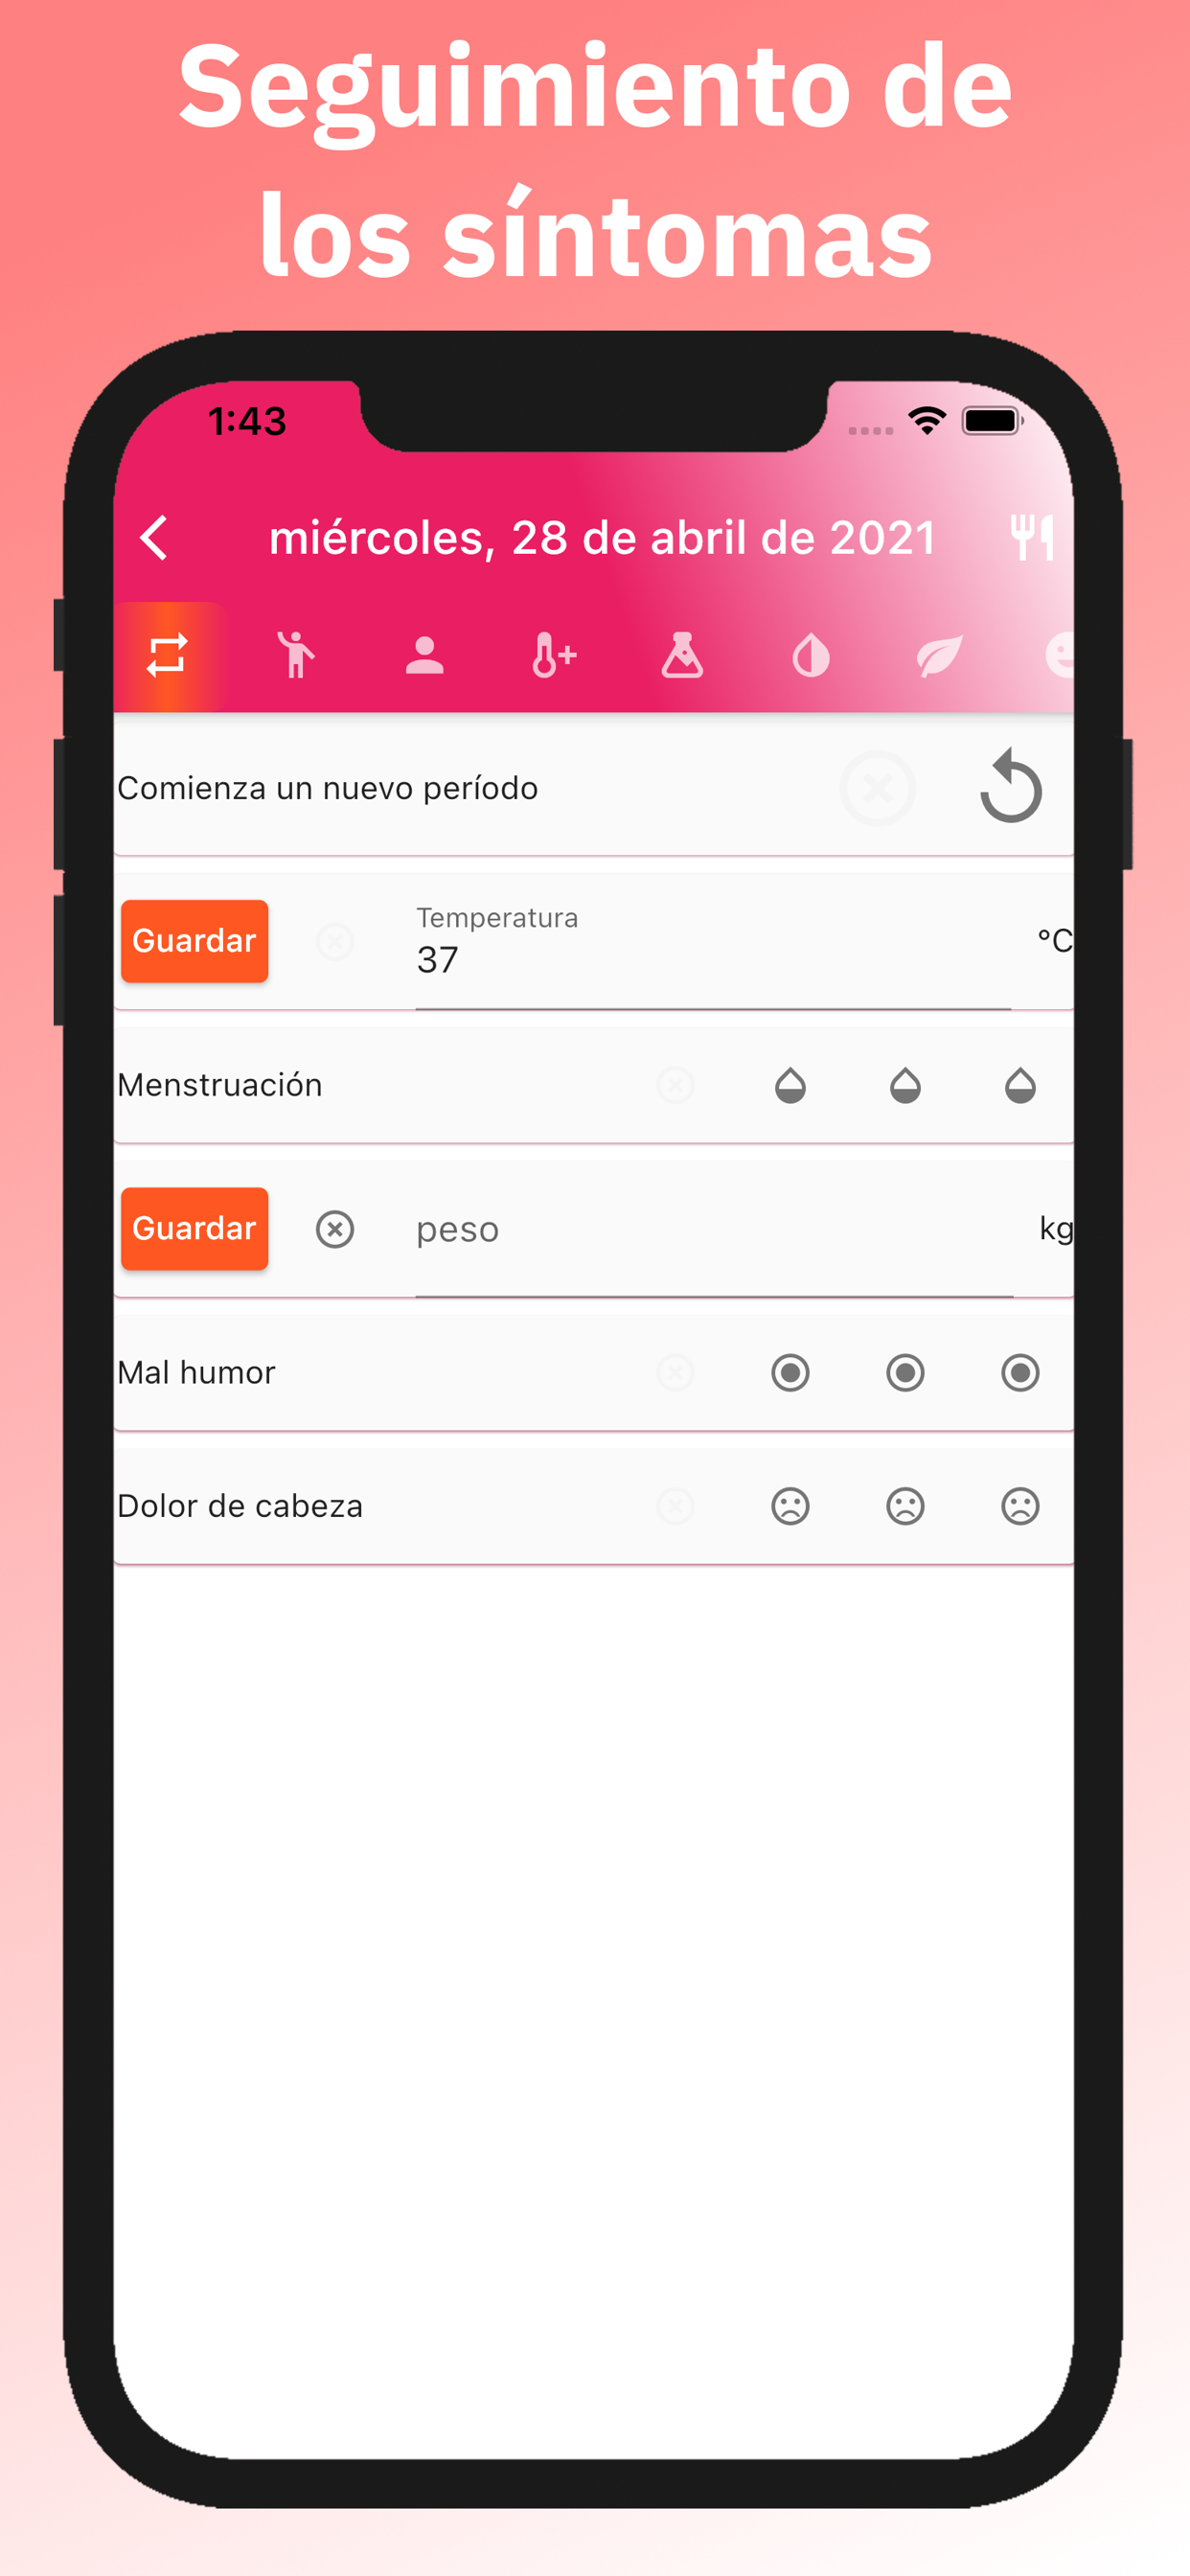 Seguimiento de
los síntomas
1:43
miércoles, 28 de abril de 2021
Comienza un nuevo período
Guardar
Temperatura
37
°C
Menstruación
Guardar
peso
kg
Mal humor
Dolor de cabeza